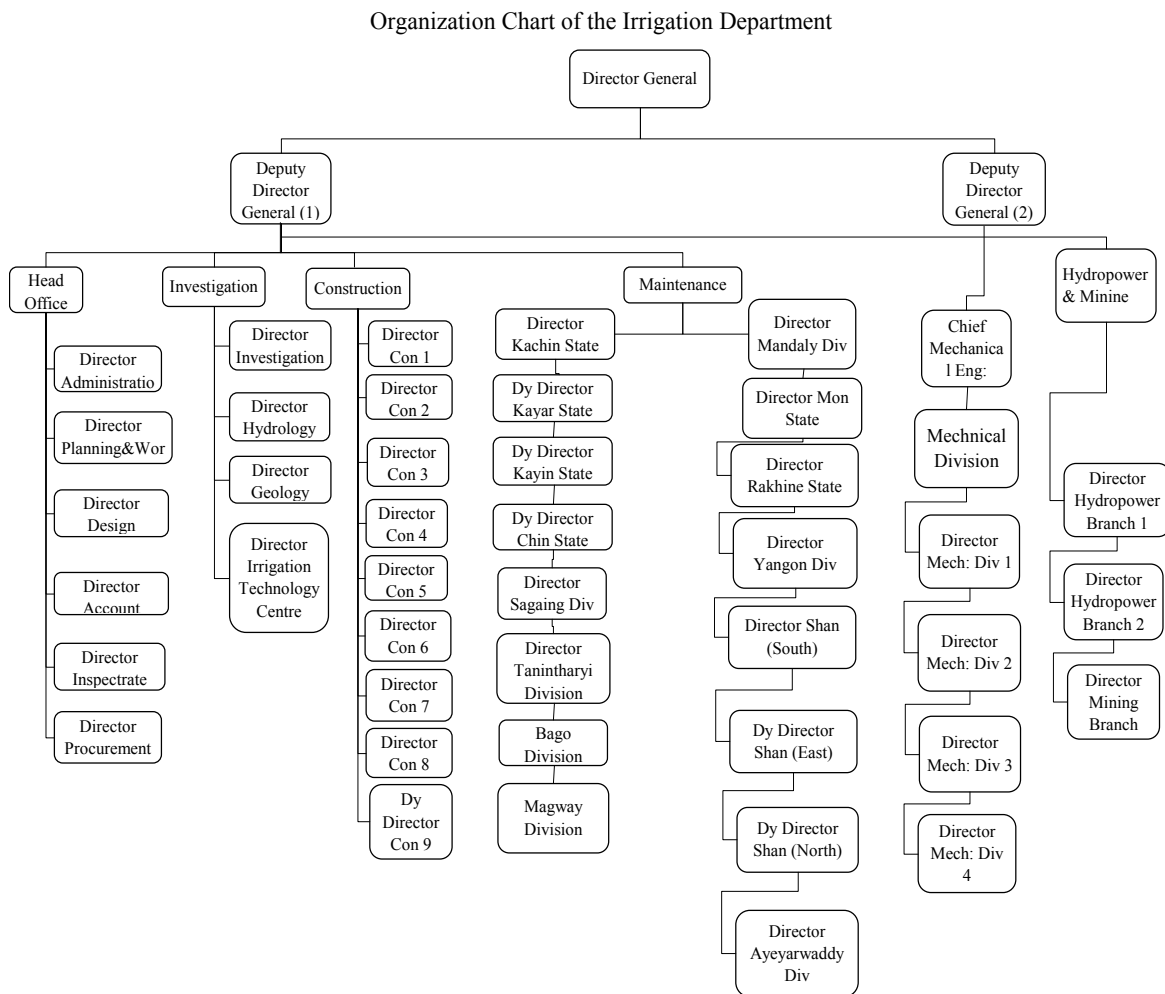 Organization Chart of the Irrigation Department
Director General
Deputy
Director
General (1)
Deputy
Director
General (2)
Head
Office
Investigation
Construction
Maintenance
Hydropower
& Minine
Director
Administratio
Director
Planning&Wor
Director
Design
Director
Account
Director
Inspectrate
Director
Procurement
Director
Investigation
Director
Hydrology
Director
Geology
Director
Irrigation
Technology
Centre
Director
Con 1
Director
Con 2
Director
Con 3
Director
Con 4
Director
Con 5
Director
Con 6
Director
Con 7
Director
Con 8
Dy
Director
Con 9
Director
Kachin State
Dy Director
Kayar State
Dy Director
Kayin State
Dy Director
Chin State
Director
Sagaing Div
Director
Tanintharyi
Division
Bago
Division
Magway
Division
Director
Mandaly Div
Director Mon
State
Director
Rakhine State
Director
Yangon Div
Director Shan
(South)
Dy Director
Shan (East)
Dy Director
Shan (North)
Director
Ayeyarwaddy
Div
Chief
Mechanica
l Eng:
Mechnical
Division
Director
Mech: Div 1
Director
Mech: Div 2
Director
Mech: Div 3
Director
Mech: Div
4
Director
Hydropower
Branch 1
Director
Hydropower
Branch 2
Director
Mining
Branch